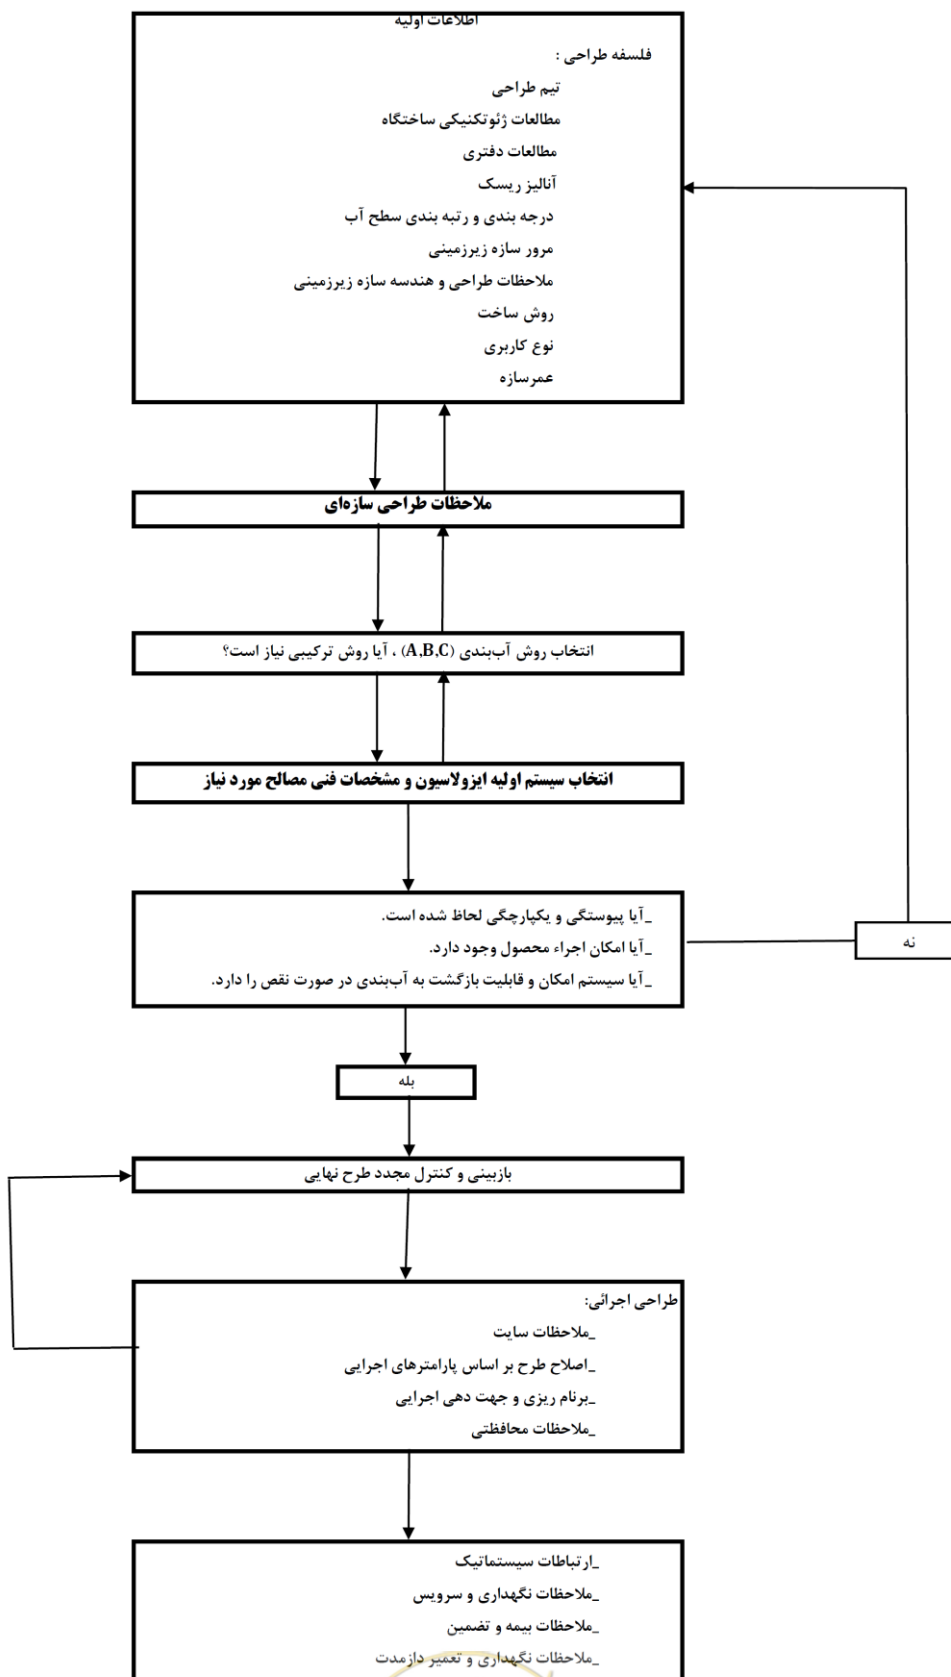 اطلاعات اولیه
فلسفه طراحی :
تیم طراحی
مطالعات ژئوتکنیکی ساختگاه
مطالعات دفتری
آنالیز ریسک
درجه بندی و رتبه بندی سطح آب
مرور سازه زیرزمینی
ملاحظات طراحی و هندسه سازه زیرزمینی
روش ساخت
نوع کاربری
عمرسازه
ملاحظات طراحی سازه‌ای
انتخاب روش آب‌بندی (A,B,C) ، آیا روش ترکیبی نیاز است؟
انتخاب سیستم اولیه ایزولاسیون و مشخصات فنی مصالح مورد نیاز
_آیا پیوستگی و یکپارچگی لحاظ شده است.
_آیا امکان اجراء محصول وجود دارد.
_آیا سیستم امکان و قابلیت بازگشت به آب‌بندی در صورت نقص را دارد.
نه
بله
بازبینی و کنترل مجدد طرح نهایی
طراحی اجرائی:
_ملاحظات سایت
_اصلاح طرح بر اساس پارامترهای اجرایی
_برنام ریزی و جهت دهی اجرایی
_ملاحظات محافظتی
_ارتباطات سیستماتیک
_ملاحظات نگهداری و سرویس
_ملاحظات بیمه و تضمین
_ملاحظات نگهداری و تعمیر دازمدت